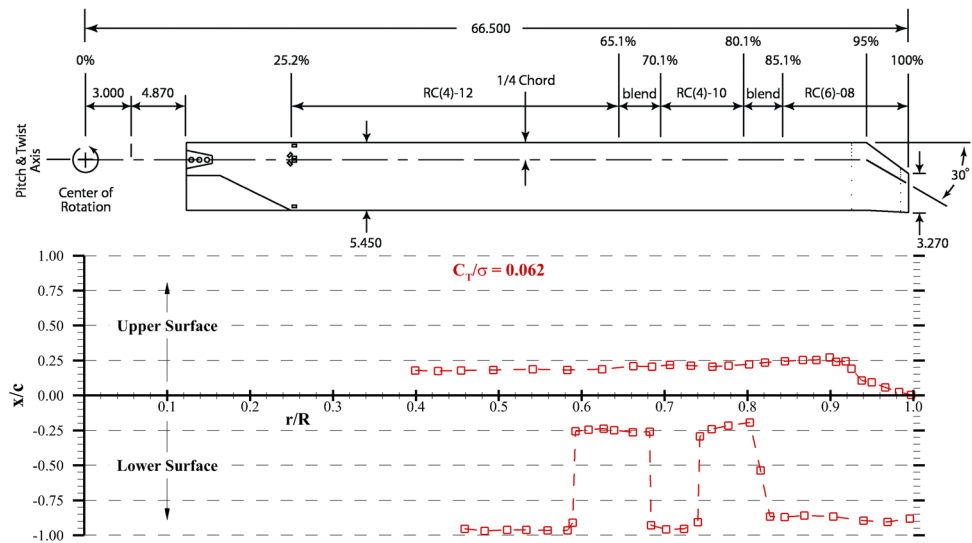 66.500
65.1% 80.1% 95%
0% 25.2% 70.1% 85.1% 100%
1/4 Chord
3.000 4.870 RC(4)-12 blend RC(4)-10 blend RC(6)-08
Pitch & Twist
Axis
Center of
Rotation
30°
5.450 3.270
1.00
C_T/σ = 0.062
0.75
Upper Surface
0.50
0.25
x/c
0.00
0.1 0.2 0.3 0.4 0.5 0.6 0.7 0.8 0.9 1.0
r/R
-0.25
Lower Surface
-0.50
-0.75
-1.00